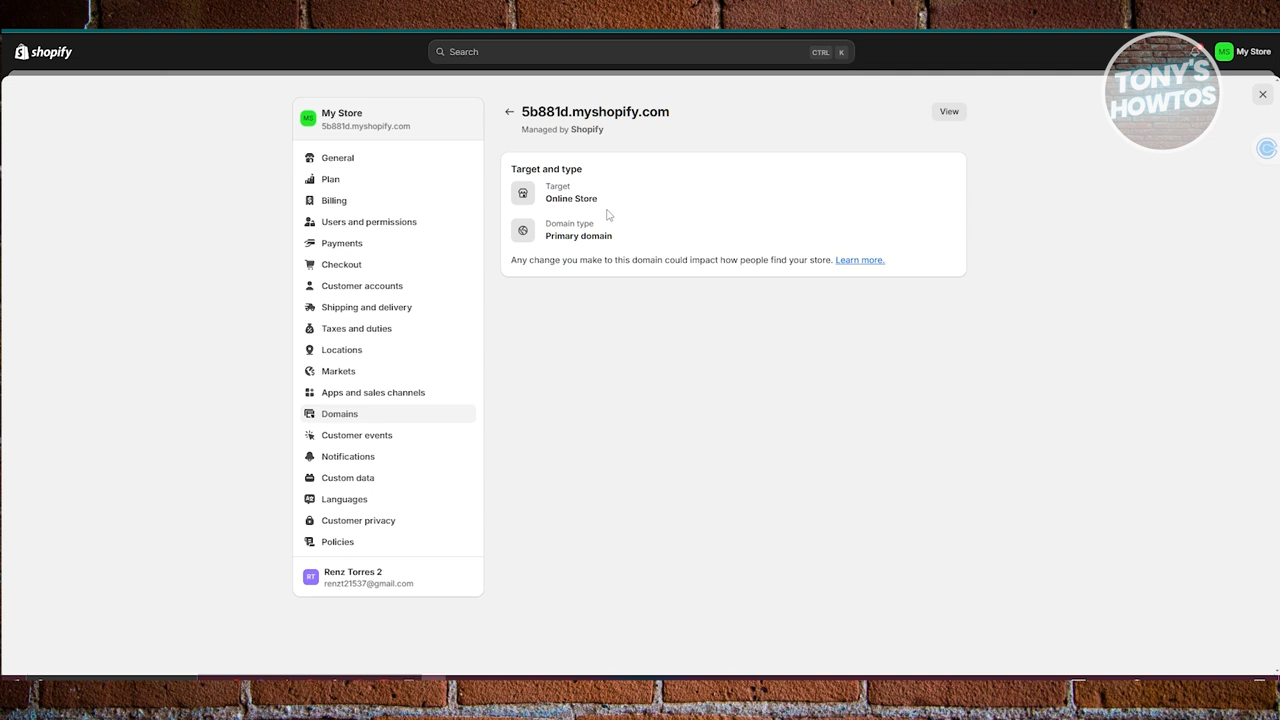 shopify
Search
CTRL K
MS My Store
TONY'S
HOWTOS
MS My Store
5b881d.myshopify.com
General
Plan
Billing
Users and permissions
Payments
Checkout
Customer accounts
Shipping and delivery
Taxes and duties
Locations
Markets
Apps and sales channels
Domains
Customer events
Notifications
Custom data
Languages
Customer privacy
Policies
RT Renz Torres 2
renzt21537@gmail.com
5b881d.myshopify.com
View
Managed by Shopify
Target and type
Target
Online Store
Domain type
Primary domain
Any change you make to this domain could impact how people find your store. Learn more.